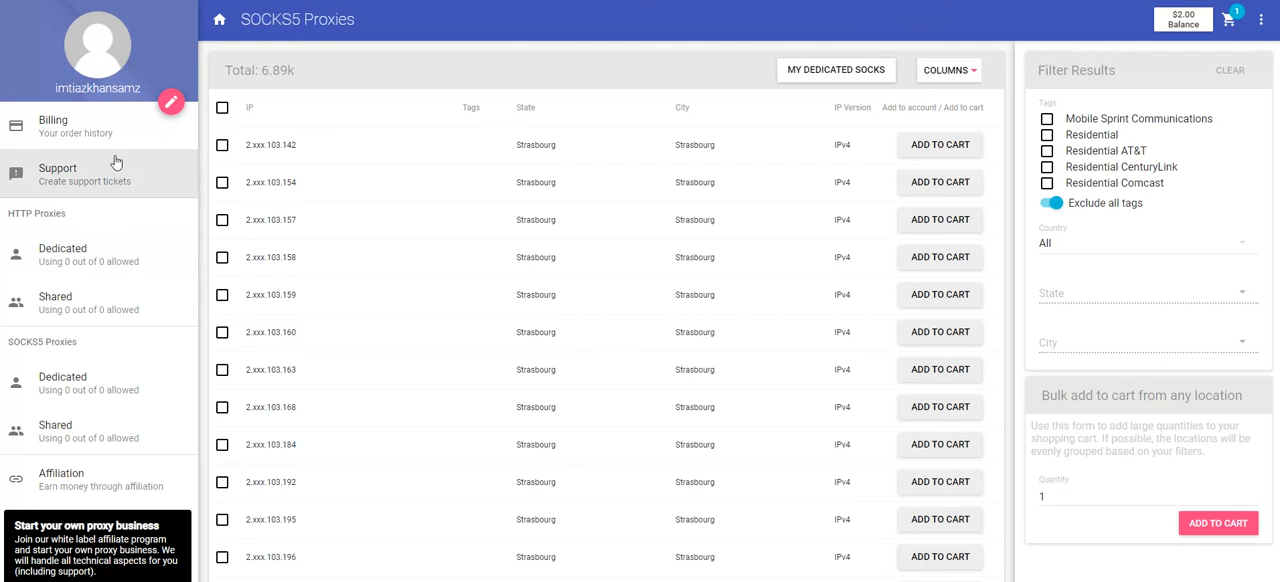 imtiazkhansamz
Billing
Your order history
Support
Create support tickets
HTTP Proxies
Dedicated
Using 0 out of 0 allowed
Shared
Using 0 out of 0 allowed
SOCKS5 Proxies
Dedicated
Using 0 out of 0 allowed
Shared
Using 0 out of 0 allowed
Affiliation
Earn money through affiliation
Start your own proxy business
Join our white label affiliate program
and start your own proxy business. We
will handle all technical aspects for you
(including support).
SOCKS5 Proxies
$2.00
Balance
1
Total: 6.89k
MY DEDICATED SOCKS
COLUMNS
IP Tags State City IP Version Add to account / Add to cart
2.xxx.103.142 Strasbourg Strasbourg IPv4 ADD TO CART
2.xxx.103.154 Strasbourg Strasbourg IPv4 ADD TO CART
2.xxx.103.157 Strasbourg Strasbourg IPv4 ADD TO CART
2.xxx.103.158 Strasbourg Strasbourg IPv4 ADD TO CART
2.xxx.103.159 Strasbourg Strasbourg IPv4 ADD TO CART
2.xxx.103.160 Strasbourg Strasbourg IPv4 ADD TO CART
2.xxx.103.163 Strasbourg Strasbourg IPv4 ADD TO CART
2.xxx.103.168 Strasbourg Strasbourg IPv4 ADD TO CART
2.xxx.103.184 Strasbourg Strasbourg IPv4 ADD TO CART
2.xxx.103.192 Strasbourg Strasbourg IPv4 ADD TO CART
2.xxx.103.195 Strasbourg Strasbourg IPv4 ADD TO CART
2.xxx.103.196 Strasbourg Strasbourg IPv4 ADD TO CART
Filter Results CLEAR
Tags
Mobile Sprint Communications
Residential
Residential AT&T
Residential CenturyLink
Residential Comcast
Exclude all tags
Country
All
State
City
Bulk add to cart from any location
Use this form to add large quantities to your
shopping cart. If possible, the locations will be
evenly grouped based on your filters.
Quantity
1
ADD TO CART